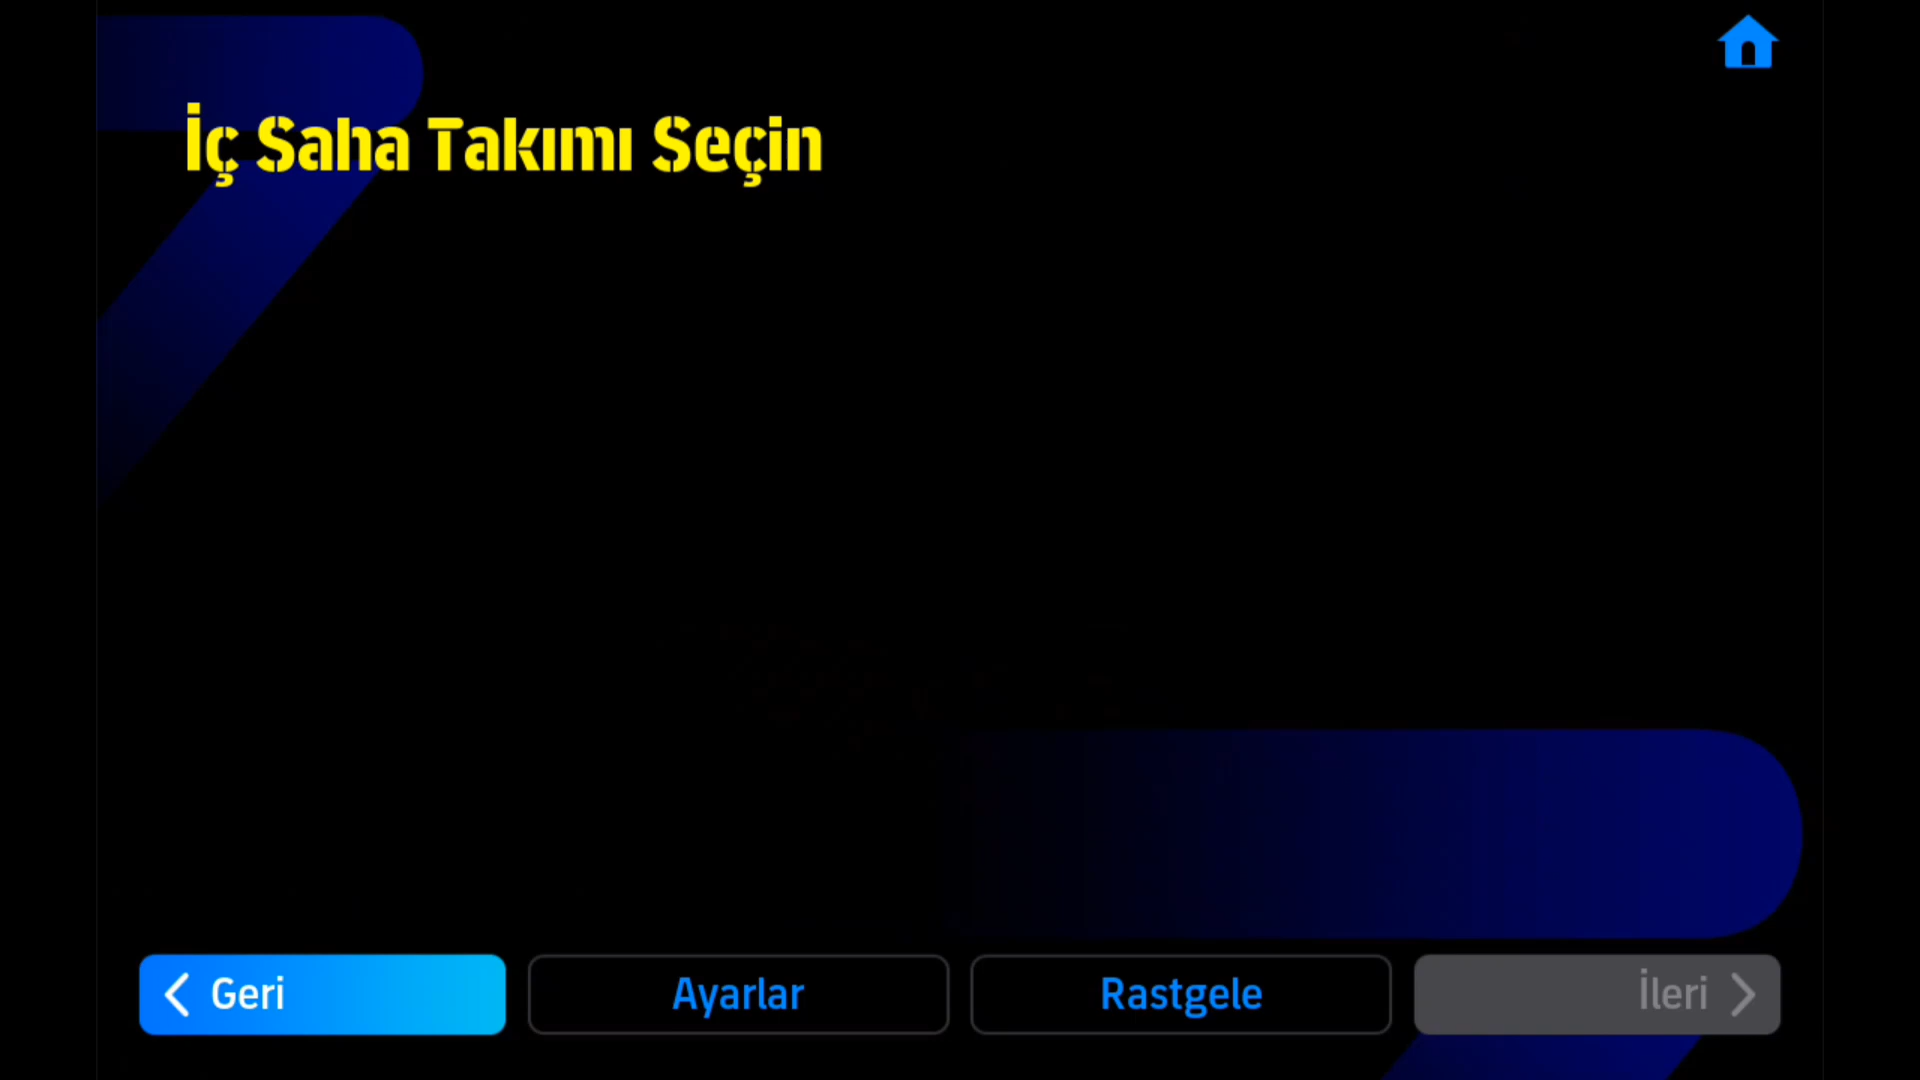 İç Saha Takımı Seçin
Geri
Ayarlar
Rastgele
İleri